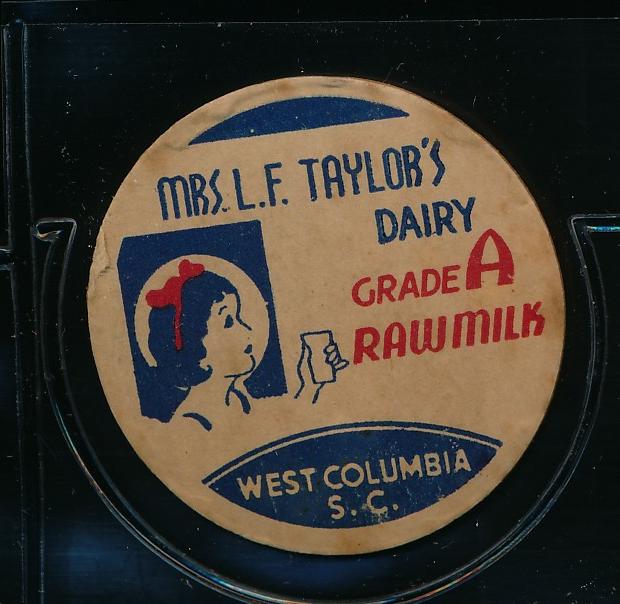 MRS. L.F. TAYLOR'S
DAIRY
GRADE A
RAW MILK
WEST COLUMBIA
S. C.